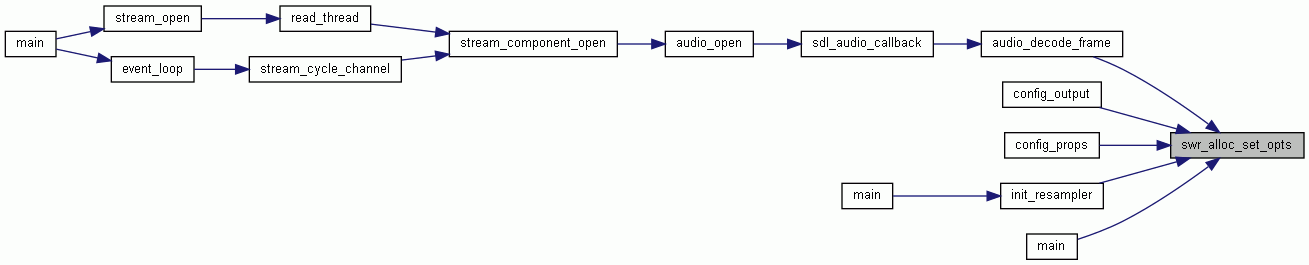 main
stream_open
read_thread
event_loop
stream_cycle_channel
stream_component_open
audio_open
sdl_audio_callback
audio_decode_frame
config_output
config_props
swr_alloc_set_opts
main
init_resampler
main